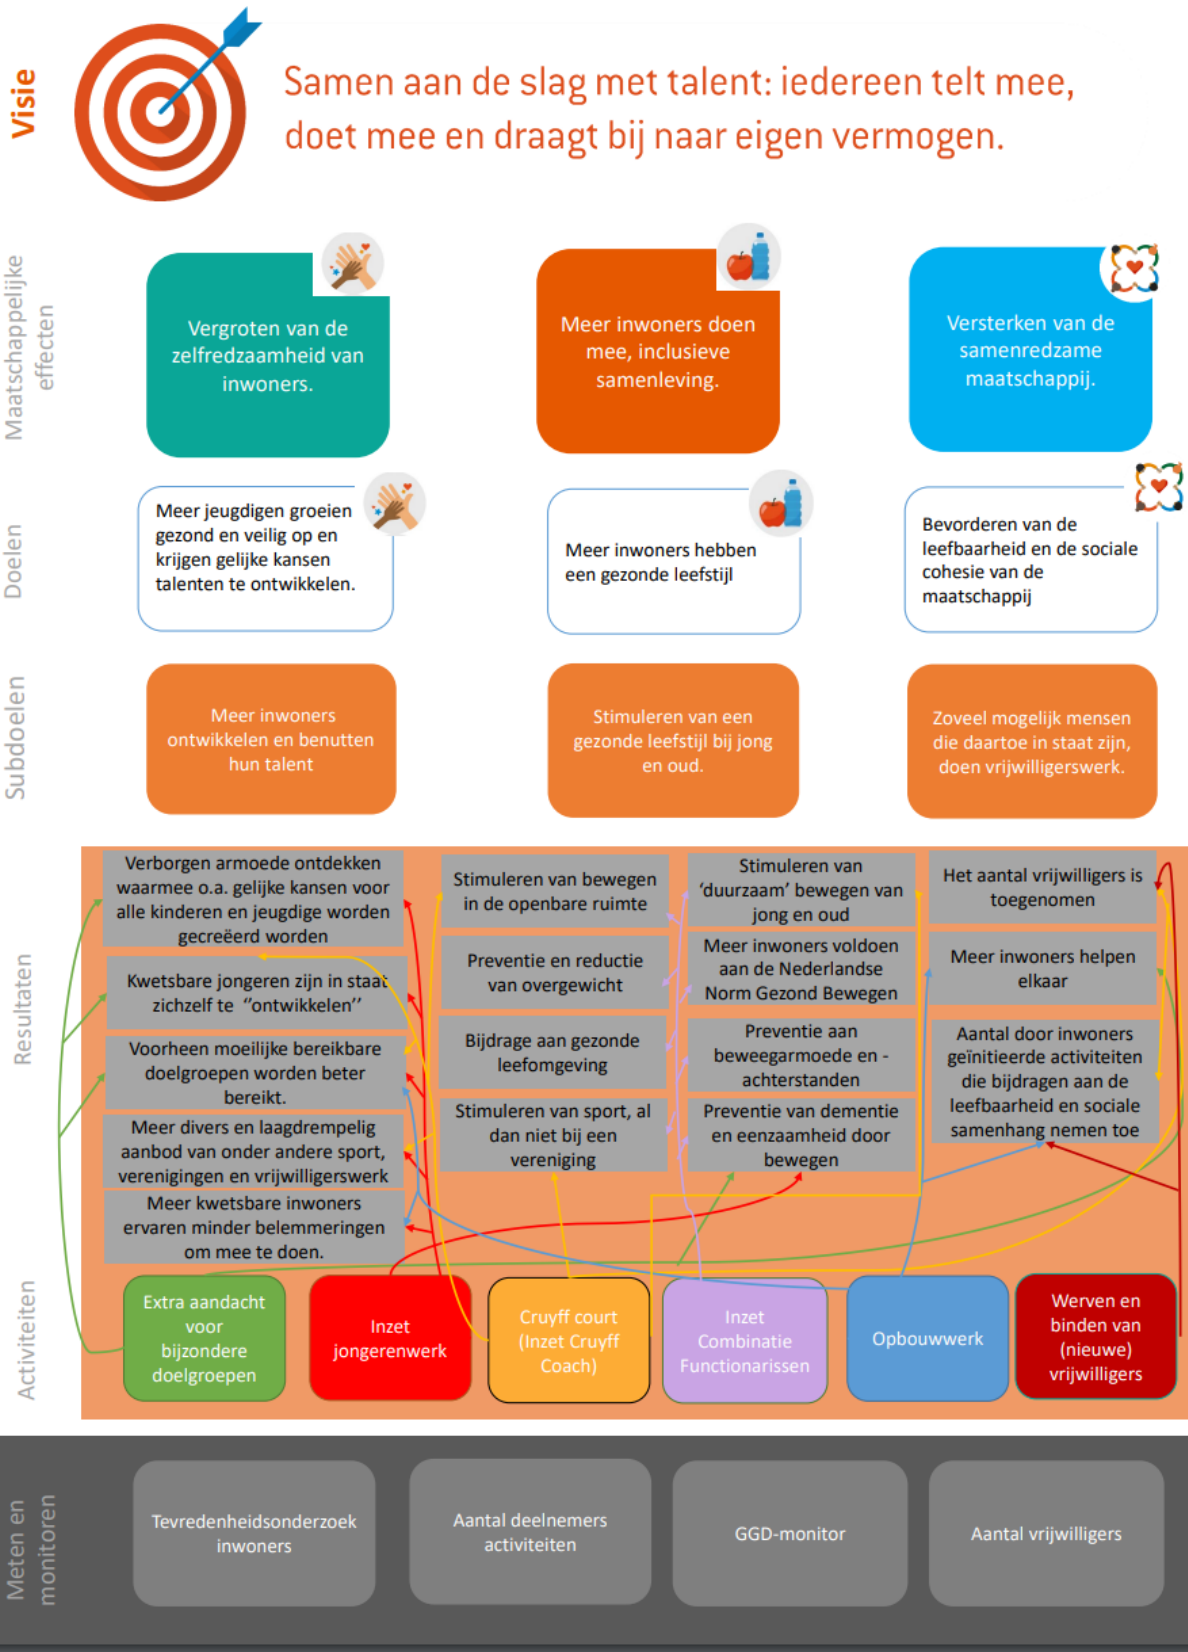 Visie
Samen aan de slag met talent: iedereen telt mee,
doet mee en draagt bij naar eigen vermogen.
Maatschappelijke
effecten
Vergroten van de
zelfredzaamheid van
inwoners.
Meer inwoners doen
mee, inclusieve
samenleving.
Versterken van de
samenredzame
maatschappij.
Doelen
Meer jeugdigen groeien
gezond en veilig op en
krijgen gelijke kansen
talenten te ontwikkelen.
Meer inwoners hebben
een gezonde leefstijl
Bevorderen van de
leefbaarheid en de sociale
cohesie van de
maatschappij
Subdoelen
Meer inwoners
ontwikkelen en benutten
hun talent
Stimuleren van een
gezonde leefstijl bij jong
en oud.
Zoveel mogelijk mensen
die daartoe in staat zijn,
doen vrijwilligerswerk.
Resultaten
Verborgen armoede ontdekken
waarmee o.a. gelijke kansen voor
alle kinderen en jeugdige worden
gecreëerd worden
Kwetsbare jongeren zijn in staat
zichzelf te ‘’ontwikkelen’’
Voorheen moeilijke bereikbare
doelgroepen worden beter
bereikt.
Meer divers en laagdrempelig
aanbod van onder andere sport,
verenigingen en vrijwilligerswerk
Meer kwetsbare inwoners
ervaren minder belemmeringen
om mee te doen.
Stimuleren van bewegen
in de openbare ruimte
Preventie en reductie
van overgewicht
Bijdrage aan gezonde
leefomgeving
Stimuleren van sport, al
dan niet bij een
vereniging
Stimuleren van
‘duurzaam’ bewegen van
jong en oud
Meer inwoners voldoen
aan de Nederlandse
Norm Gezond Bewegen
Preventie aan
beweegarmoede en -
achterstanden
Preventie van dementie
en eenzaamheid door
bewegen
Het aantal vrijwilligers is
toegenomen
Meer inwoners helpen
elkaar
Aantal door inwoners
geïnitieerde activiteiten
die bijdragen aan de
leefbaarheid en sociale
samenhang nemen toe
Activiteiten
Extra aandacht
voor
bijzondere
doelgroepen
Inzet
jongerenwerk
Cruyff court
(Inzet Cruyff
Coach)
Inzet
Combinatie
Functionarissen
Opbouwwerk
Werven en
binden van
(nieuwe)
vrijwilligers
Meten en
monitoren
Tevredenheidsonderzoek
inwoners
Aantal deelnemers
activiteiten
GGD-monitor
Aantal vrijwilligers